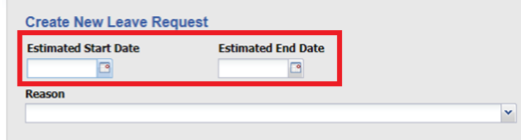 Create New Leave Request
Estimated Start Date Estimated End Date
Reason